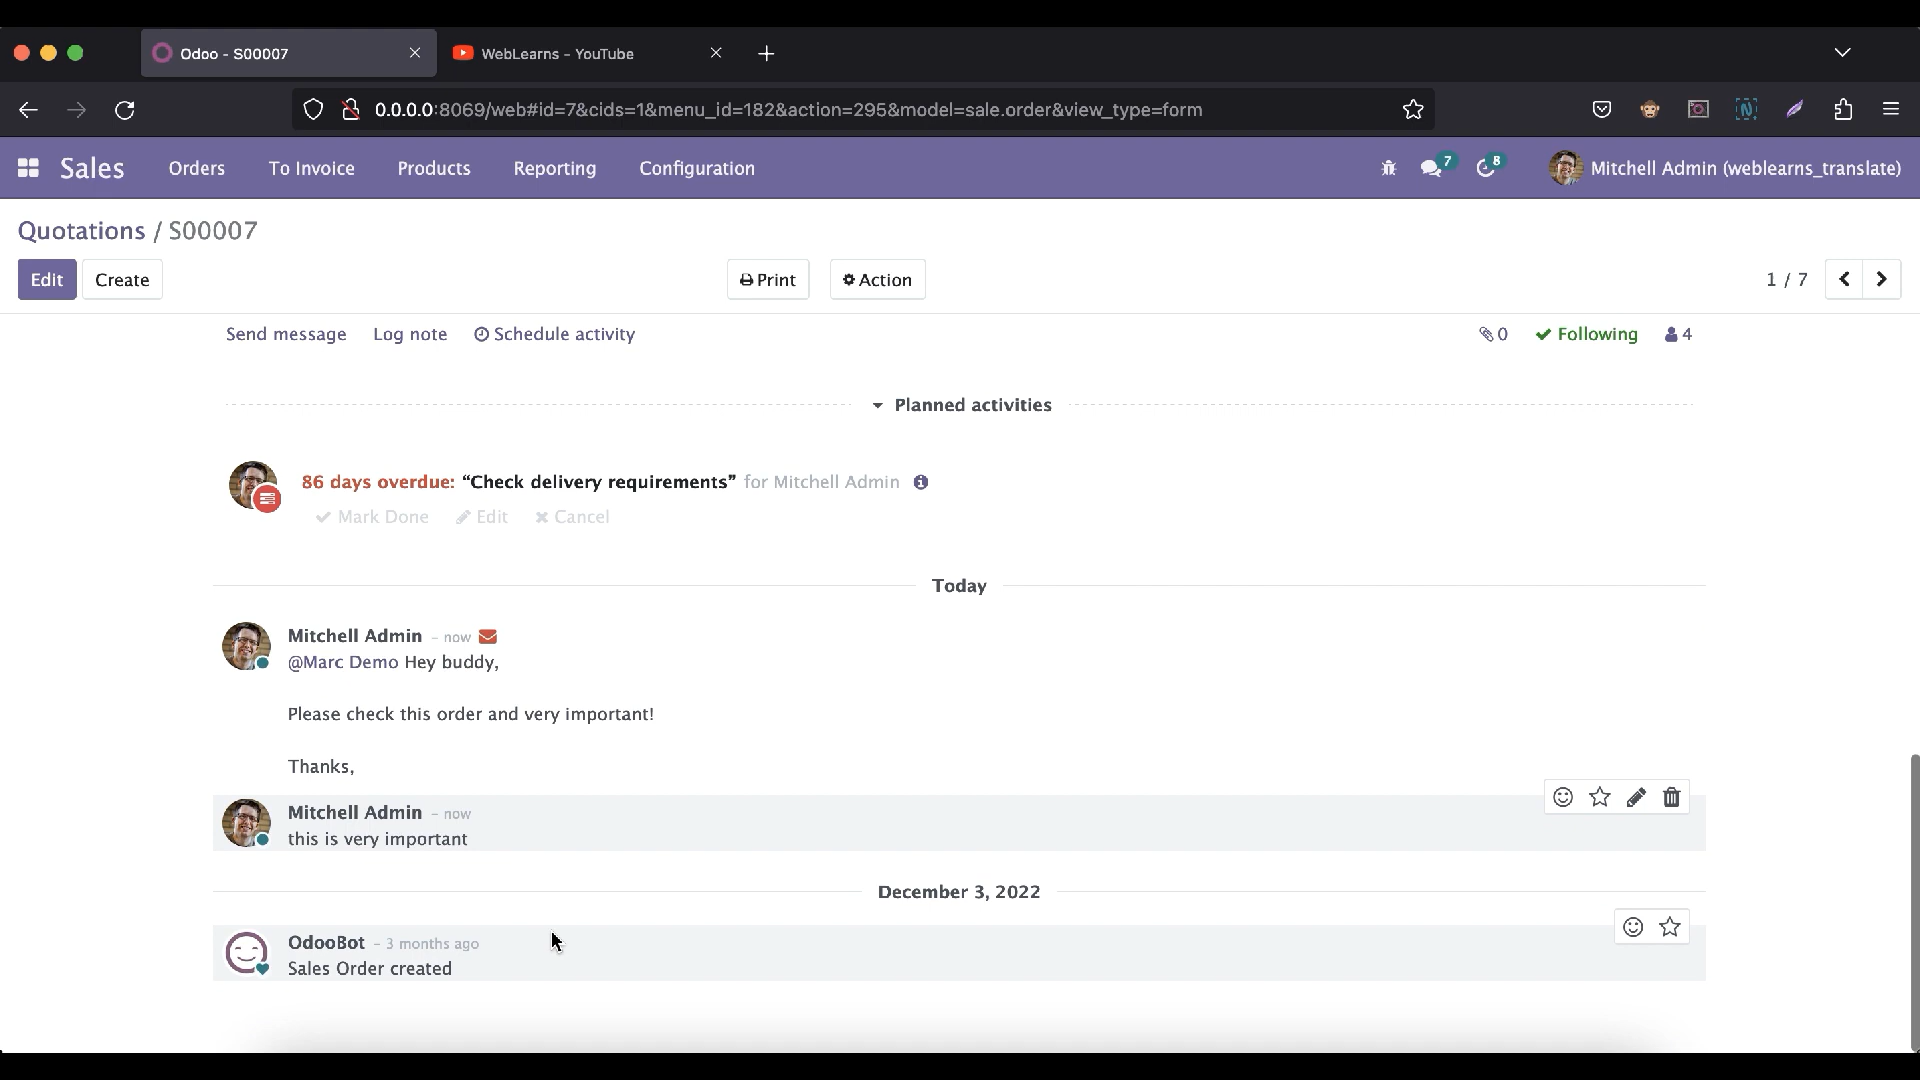 Odoo - S00007
WebLearns - YouTube
0.0.0.0:8069/web#id=7&cids=1&menu_id=182&action=295&model=sale.order&view_type=form
Sales
Orders
To Invoice
Products
Reporting
Configuration
7
8
Mitchell Admin (weblearns_translate)
Quotations / S00007
Edit
Create
Print
Action
1 / 7
Send message
Log note
Schedule activity
0
Following
4
Planned activities
86 days overdue: “Check delivery requirements” for Mitchell Admin
Mark Done
Edit
Cancel
Today
Mitchell Admin - now
@Marc Demo Hey buddy,
Please check this order and very important!
Thanks,
Mitchell Admin - now
this is very important
December 3, 2022
OdooBot - 3 months ago
Sales Order created